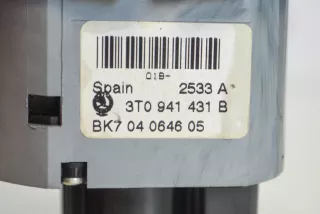 01B-
Spain 2533 A
3T0 941 431 B
BK7 04 0646 05